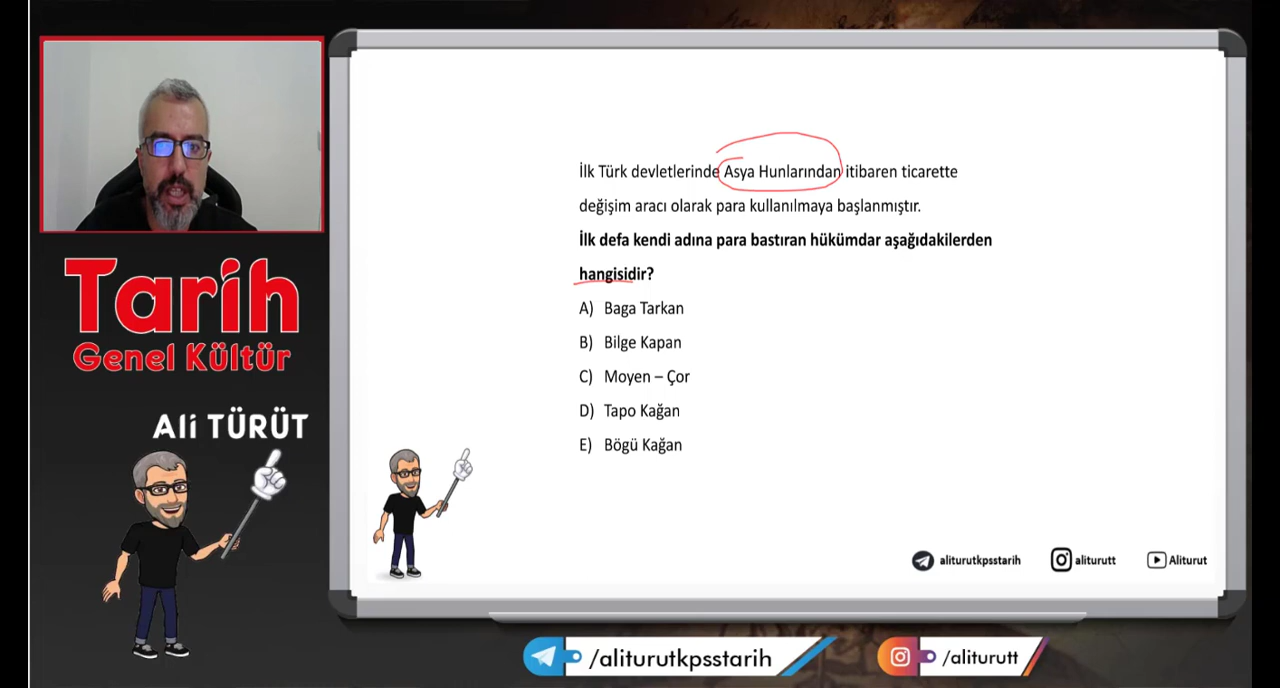 İlk Türk devletlerinde Asya Hunlarından itibaren ticarette
değişim aracı olarak para kullanılmaya başlanmıştır.
İlk defa kendi adına para bastıran hükümdar aşağıdakilerden
hangisidir?
A) Baga Tarkan
B) Bilge Kapan
C) Moyen – Çor
D) Tapo Kağan
E) Bögü Kağan
Tarih
Genel Kültür
Ali TÜRÜT
aliturutkpsstarih
aliturutt
Aliturut
/aliturutkpsstarih
/aliturutt